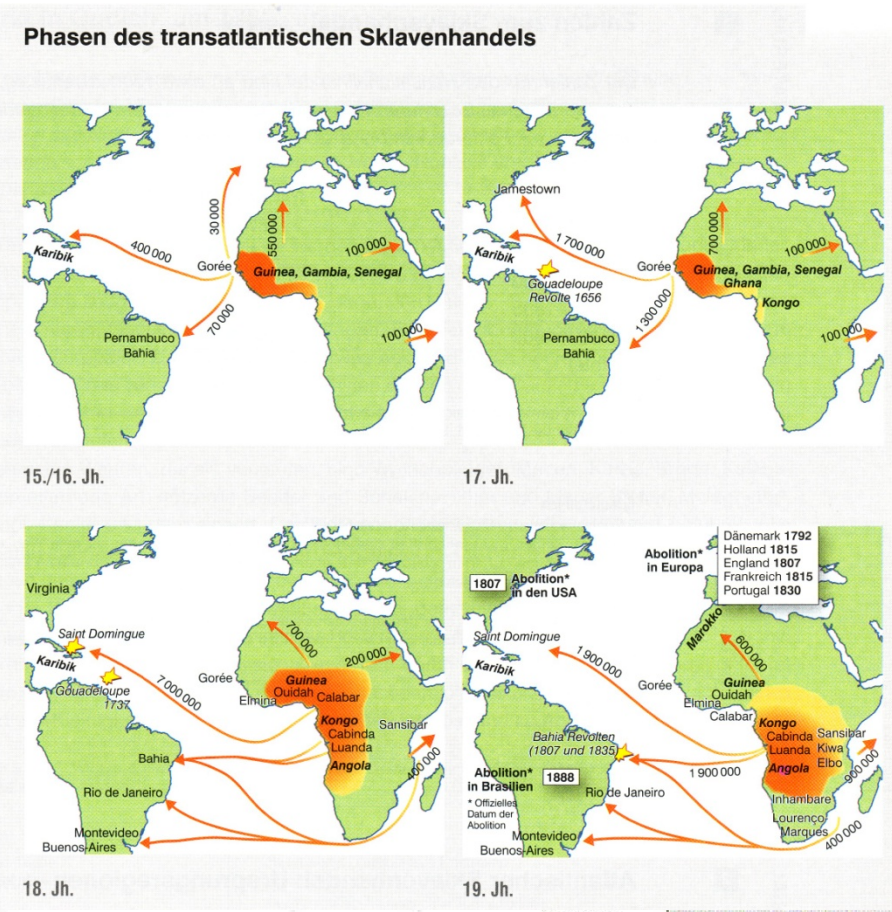 Phasen des transatlantischen Sklavenhandels
30 000
550 000
400 000
100 000
Karibik
Gorée
Guinea, Gambia, Senegal
70 000
Pernambuco
Bahia
100 000
15./16. Jh.
Jamestown
700 000
1 700 000
100 000
Karibik
Gorée
Guinea, Gambia, Senegal
Ghana
Gouadeloupe
Revolte 1656
Kongo
1 300 000
Pernambuco
Bahia
100 000
17. Jh.
Virginia
Saint Domingue
700 000
200 000
Karibik
Gorée
Guinea
Gouadeloupe
1737
7 000 000
Ouidah
Elmina
Calabar
Kongo
Cabinda
Sansibar
Luanda
Bahia
Angola
400 000
Rio de Janeiro
Montevideo
Buenos-Aires
18. Jh.
Dänemark 1792
Holland 1815
England 1807
Frankreich 1815
Portugal 1830
Abolition*
in Europa
1807
Abolition*
in den USA
Marokko
Saint Domingue
1 900 000
600 000
Karibik
Gorée
Guinea
Ouidah
Elmina
Calabar
Kongo
Cabinda
Sansibar
Bahia Revolten
(1807 und 1835)
Luanda
Kiwa
Angola
Elbo
1 900 000
900 000
Abolition*
in Brasilien
1888
Rio de Janeiro
* Offizielles
Datum der
Abolition
Inhambare
Lourenço
Marques
400 000
Montevideo
Buenos-Aires
19. Jh.